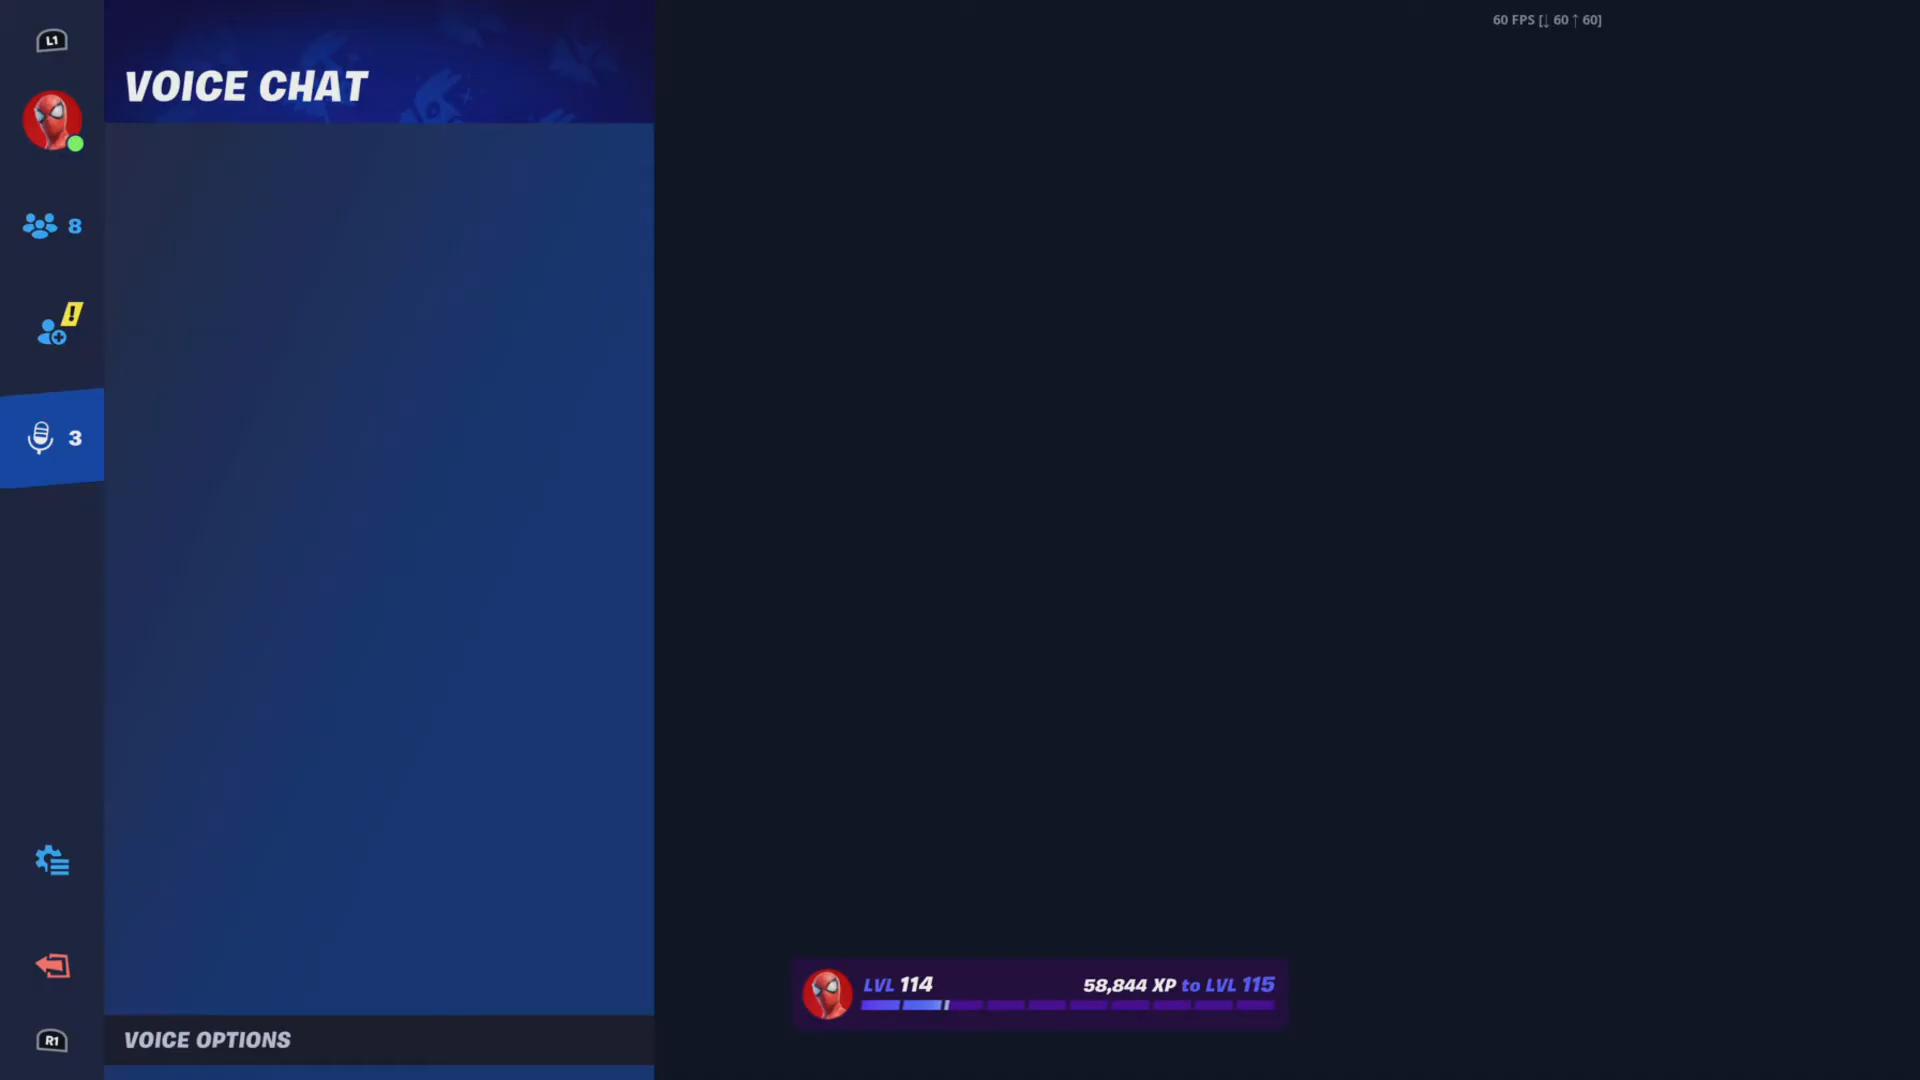 60 FPS [↓ 60 ↑ 60]
L1
VOICE CHAT
8
!
3
LVL 114
58,844 XP to LVL 115
VOICE OPTIONS
R1